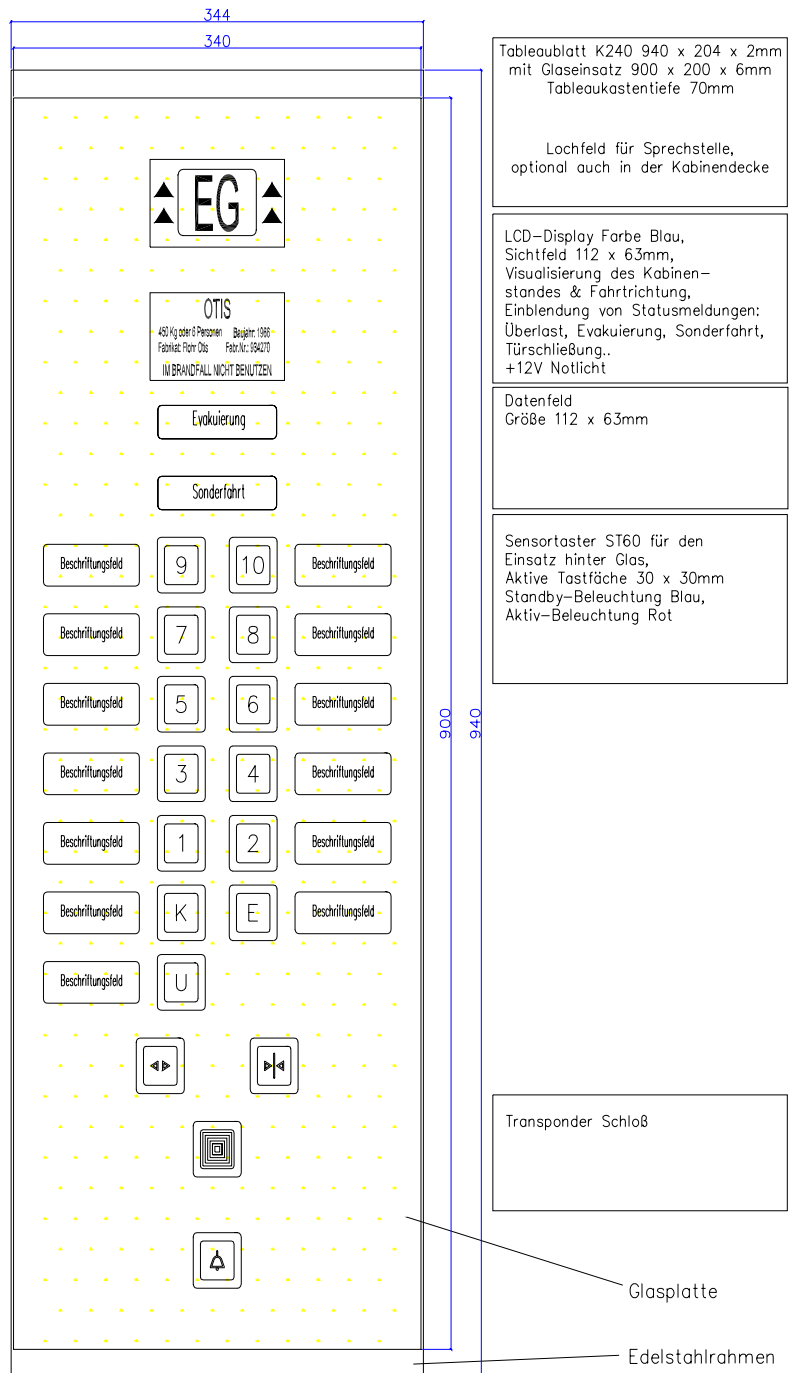 344
340
Tableaublatt K240 940 x 204 x 2mm
mit Glaseinsatz 900 x 200 x 6mm
Tableaukastentiefe 70mm
Lochfeld für Sprechstelle,
optional auch in der Kabinendecke
EG
LCD-Display Farbe Blau,
Sichtfeld 112 x 63mm,
Visualisierung des Kabinen-
standes & Fahrtrichtung,
Einblendung von Statusmeldungen:
Überlast, Evakuierung, Sonderfahrt,
Türschließung..
+12V Notlicht
OTIS
450 Kg oder 6 Personen Baujahr: 1986
Fabrikat: Flohr Otis Fabr.Nr.: 934270
IM BRANDFALL NICHT BENUTZEN
Datenfeld
Größe 112 x 63mm
Evakuierung
Sonderfahrt
Sensortaster ST60 für den
Einsatz hinter Glas,
Aktive Tastfäche 30 x 30mm
Standby-Beleuchtung Blau,
Aktiv-Beleuchtung Rot
Beschriftungsfeld 9 10 Beschriftungsfeld
Beschriftungsfeld 7 8 Beschriftungsfeld
Beschriftungsfeld 5 6 Beschriftungsfeld
900
940
Beschriftungsfeld 3 4 Beschriftungsfeld
Beschriftungsfeld 1 2 Beschriftungsfeld
Beschriftungsfeld K E Beschriftungsfeld
Beschriftungsfeld U
Transponder Schloß
Glasplatte
Edelstahlrahmen